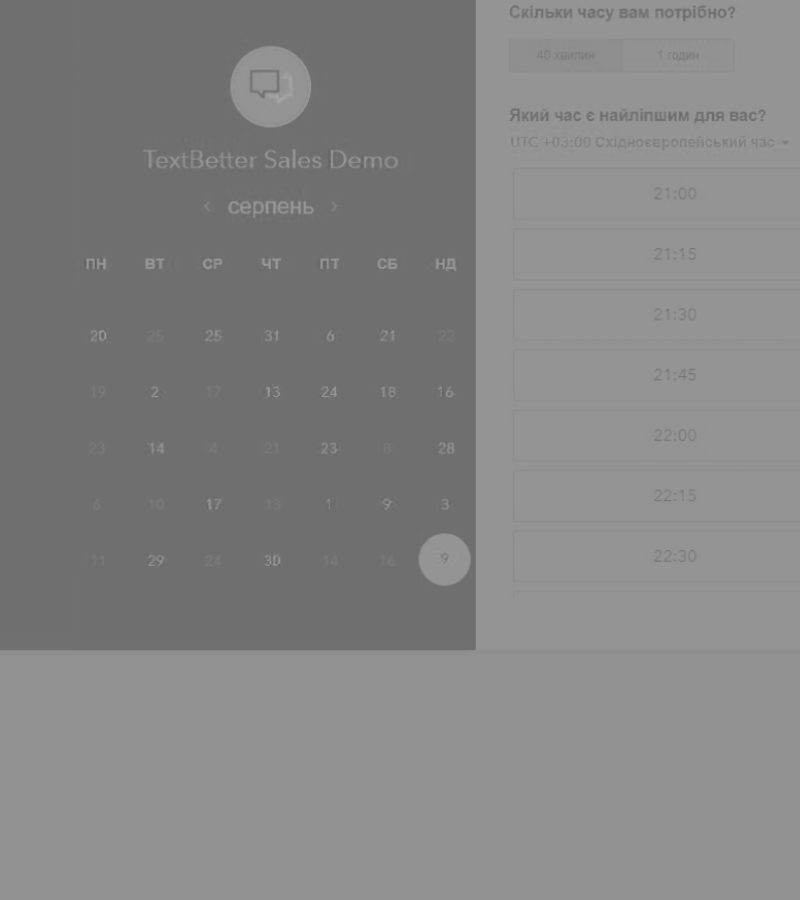 TextBetter Sales Demo
‹ серпень ›
ПН ВТ СР ЧТ ПТ СБ НД
20 25 25 31 6 21 22
19 2 17 13 24 18 16
23 14 4 21 23 8 28
6 10 17 13 1 9 3
11 29 24 30 14 16 9
Скільки часу вам потрібно?
40 хвилин 1 годин
Який час є найліпшим для вас?
UTC +03:00 Східноєвропейський час
21:00
21:15
21:30
21:45
22:00
22:15
22:30